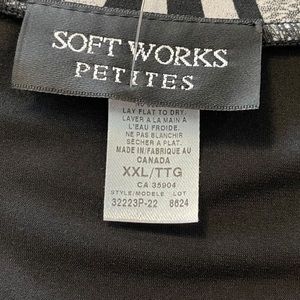 SOFT WORKS
PETITES
LAY FLAT TO DRY.
LAVER A LA MAIN A
L'EAU FROIDE.
NE PAS BLANCHIR
SÉCHER A PLAT.
MADE IN/FABRIQUE AU
CANADA
XXL/TTG
CA 35904
STYLE/MODELE LOT
32223P-22 8624